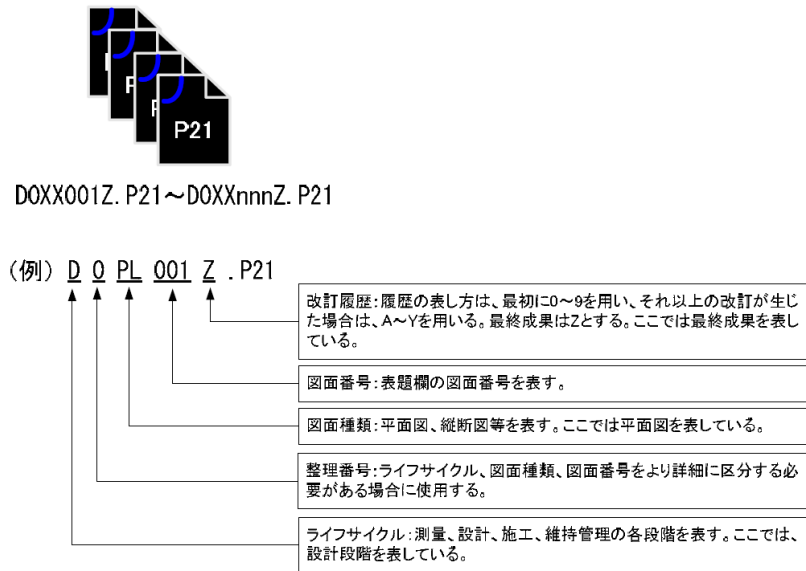 P
P
P
P21
D0XX001Z.P21～D0XXnnnZ.P21
(例) D 0 PL 001 Z .P21
改訂履歴:履歴の表し方は、最初に0～9を用い、それ以上の改訂が生じ
た場合は、A～Yを用いる。最終成果はZとする。ここでは最終成果を表し
ている。
図面番号:表題欄の図面番号を表す。
図面種類:平面図、縦断図等を表す。ここでは平面図を表している。
整理番号:ライフサイクル、図面種類、図面番号をより詳細に区分する必
要がある場合に使用する。
ライフサイクル:測量、設計、施工、維持管理の各段階を表す。ここでは、
設計段階を表している。